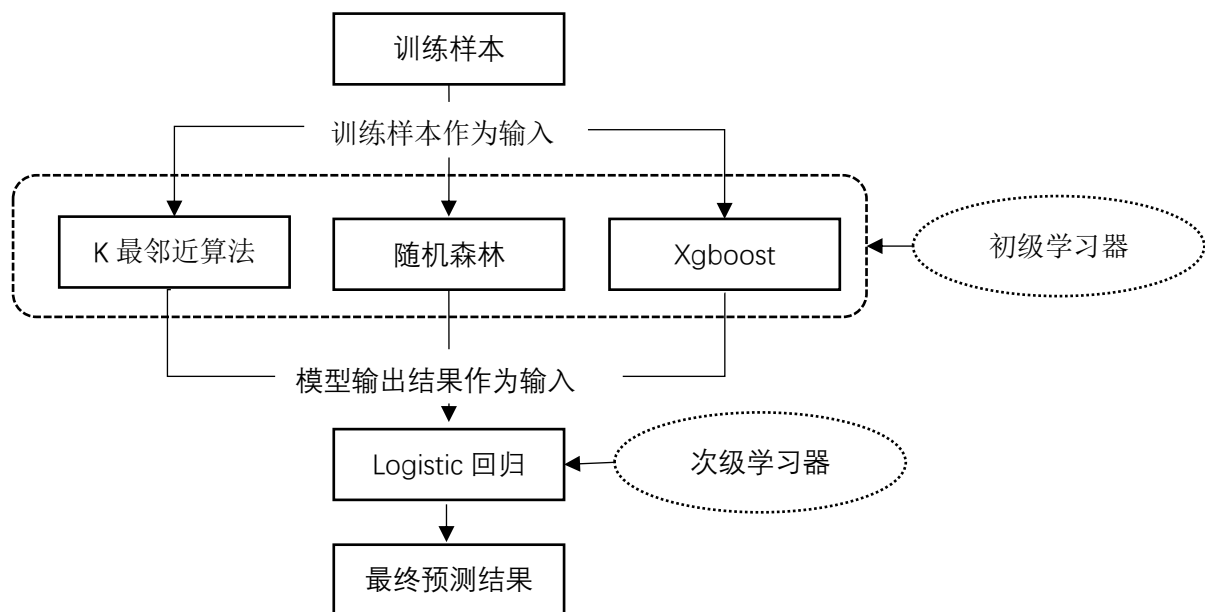 训练样本
训练样本作为输入
K 最邻近算法
随机森林
Xgboost
初级学习器
模型输出结果作为输入
Logistic 回归
次级学习器
最终预测结果